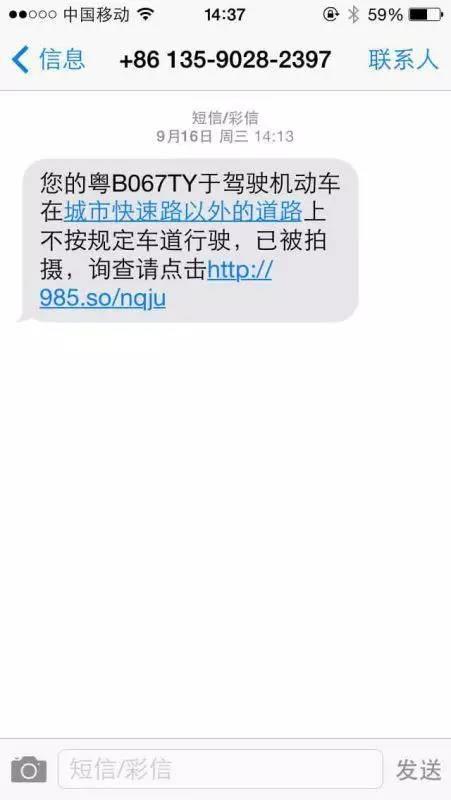 中国移动 14:37 59%
信息 +86 135-9028-2397 联系人
短信/彩信
9月16日 周三 14:13
您的粤B067TY于驾驶机动车
在城市快速路以外的道路上
不按规定车道行驶，已被拍
摄，询查请点击http://
985.so/nqju
短信/彩信 发送